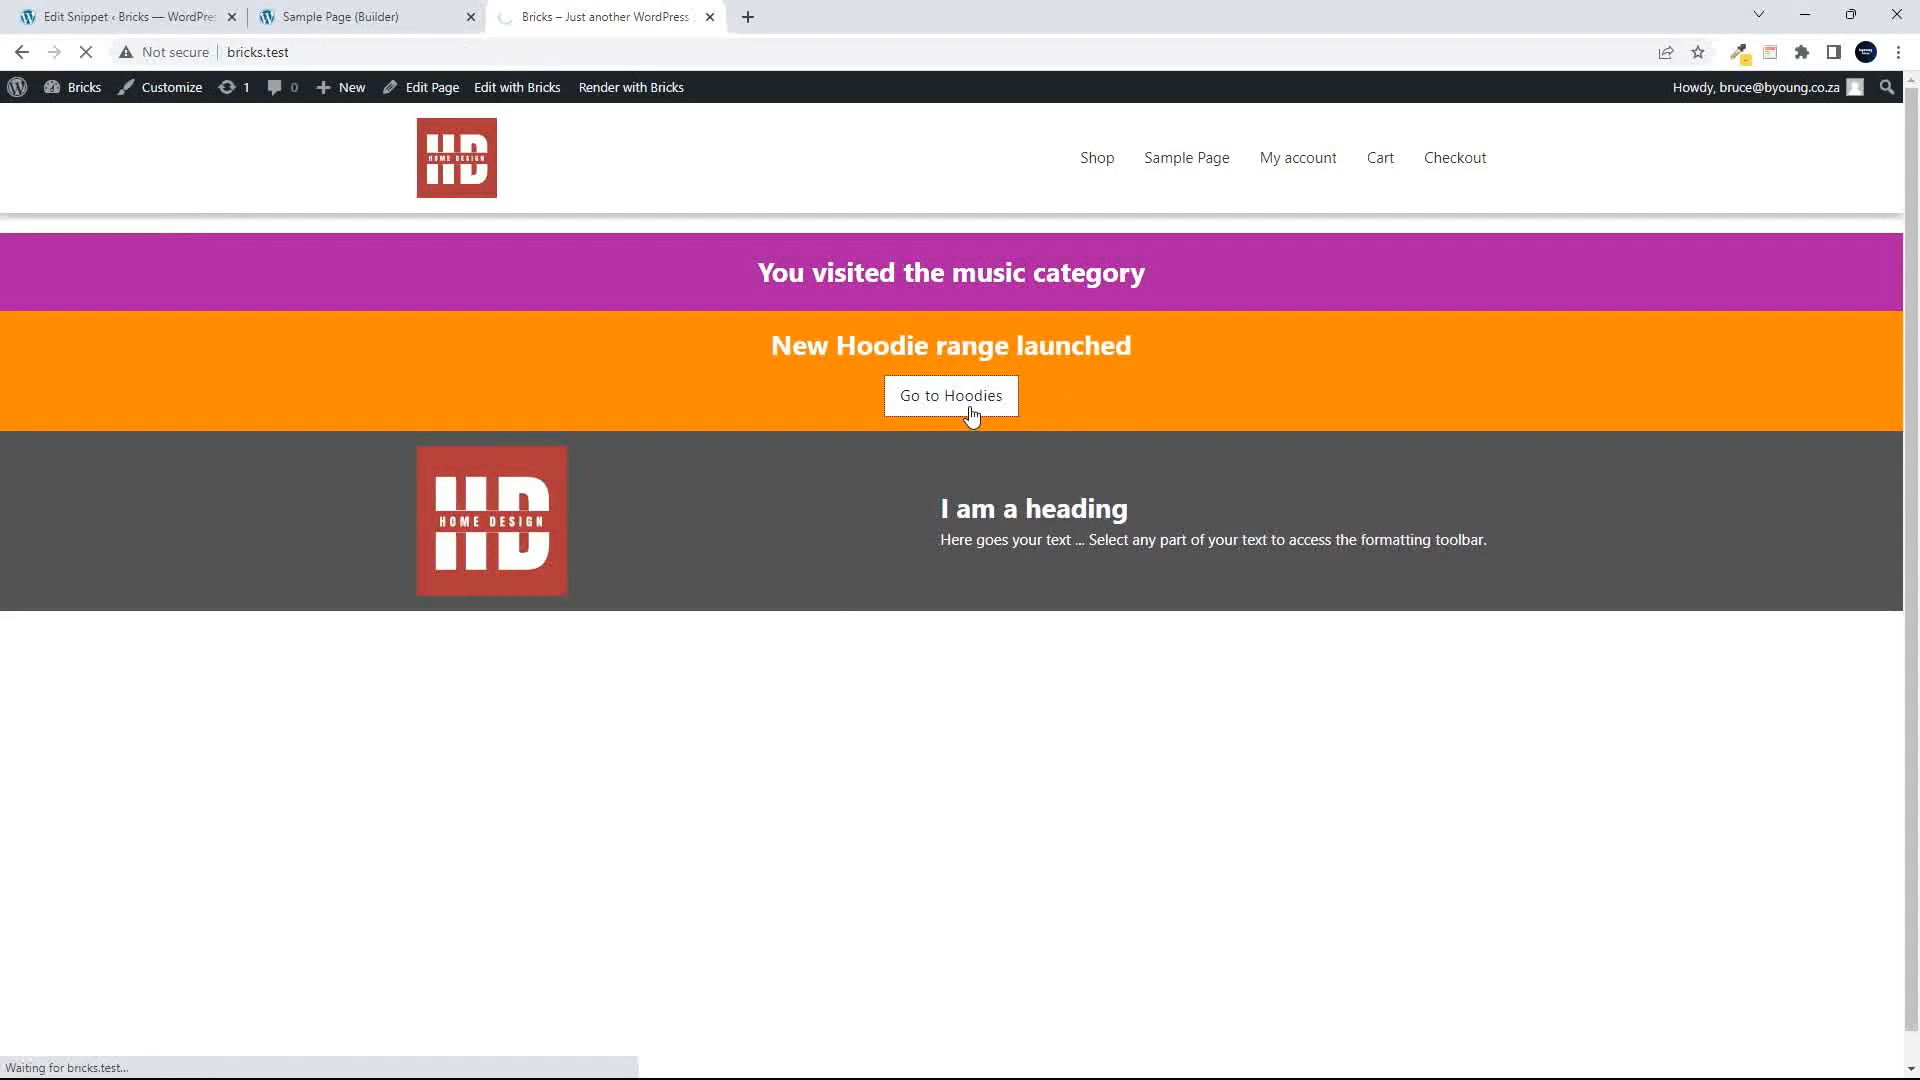 Edit Snippet ‹ Bricks — WordPre
Sample Page (Builder)
Bricks – Just another WordPress
Not secure
bricks.test
Bricks
Customize
1
0
New
Edit Page
Edit with Bricks
Render with Bricks
Howdy, bruce@byoung.co.za
HD
HOME DESIGN
Shop
Sample Page
My account
Cart
Checkout
You visited the music category
New Hoodie range launched
Go to Hoodies
HD
HOME DESIGN
I am a heading
Here goes your text ... Select any part of your text to access the formatting toolbar.
Waiting for bricks.test...